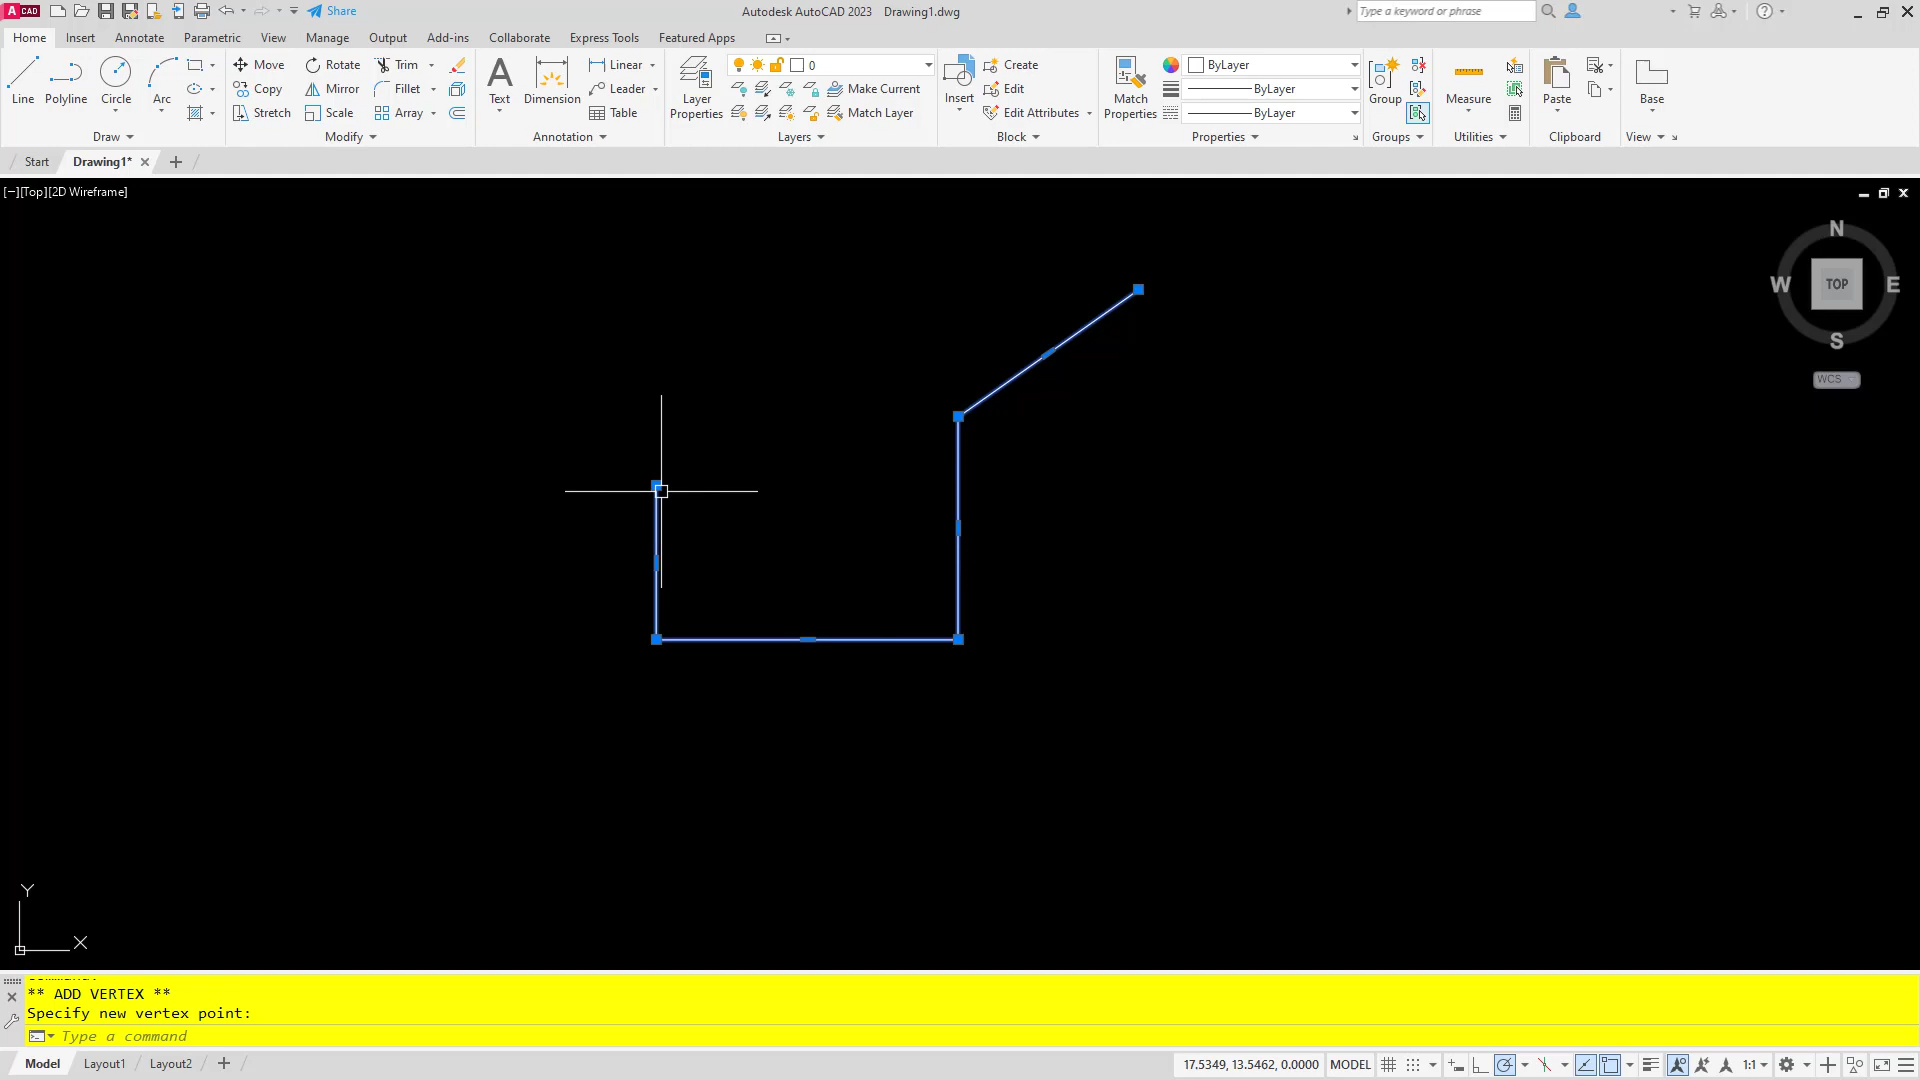 A CAD Share Autodesk AutoCAD 2023 Drawing1.dwg Type a keyword or phrase
Home Insert Annotate Parametric View Manage Output Add-ins Collaborate Express Tools Featured Apps
Line Polyline Circle Arc
Draw
Move Rotate Trim
Copy Mirror Fillet
Stretch Scale Array
Modify
Text Dimension
Linear
Leader
Table
Annotation
Layer Properties
0
Make Current
Match Layer
Layers
Insert
Create
Edit
Edit Attributes
Block
Match Properties
ByLayer
ByLayer
ByLayer
Properties
Group
Groups
Measure
Utilities
Paste
Clipboard
Base
View
Start Drawing1*
[−][Top][2D Wireframe]
N
W TOP E
S
WCS
Y
X
** ADD VERTEX **
Specify new vertex point:
Type a command
Model Layout1 Layout2 17.5349, 13.5462, 0.0000 MODEL 1:1